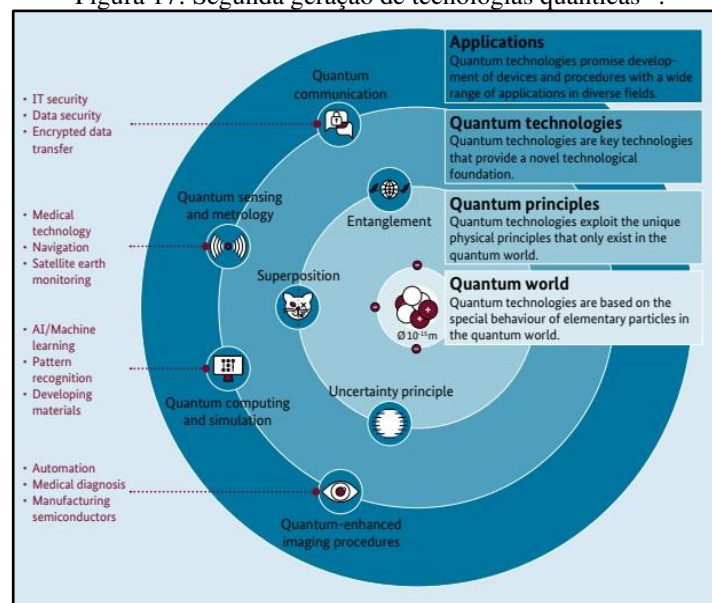 Figura 17: Segunda geração de tecnologias quânticas
Applications
Quantum technologies promise develop-
ment of devices and procedures with a wide
range of applications in diverse fields.
Quantum technologies
Quantum technologies are key technologies
that provide a novel technological
foundation.
Quantum principles
Quantum technologies exploit the unique
physical principles that only exist in the
quantum world.
Quantum world
Quantum technologies are based on the
special behaviour of elementary particles in
the quantum world.
Quantum
communication
• IT security
• Data security
• Encrypted data
transfer
Entanglement
Quantum sensing
and metrology
• Medical
technology
• Navigation
• Satellite earth
monitoring
Superposition
Ø 10⁻¹⁵ m
• AI/Machine
learning
• Pattern
recognition
• Developing
materials
Quantum computing
and simulation
Uncertainty principle
• Automation
• Medical diagnosis
• Manufacturing
semiconductors
Quantum-enhanced
imaging procedures